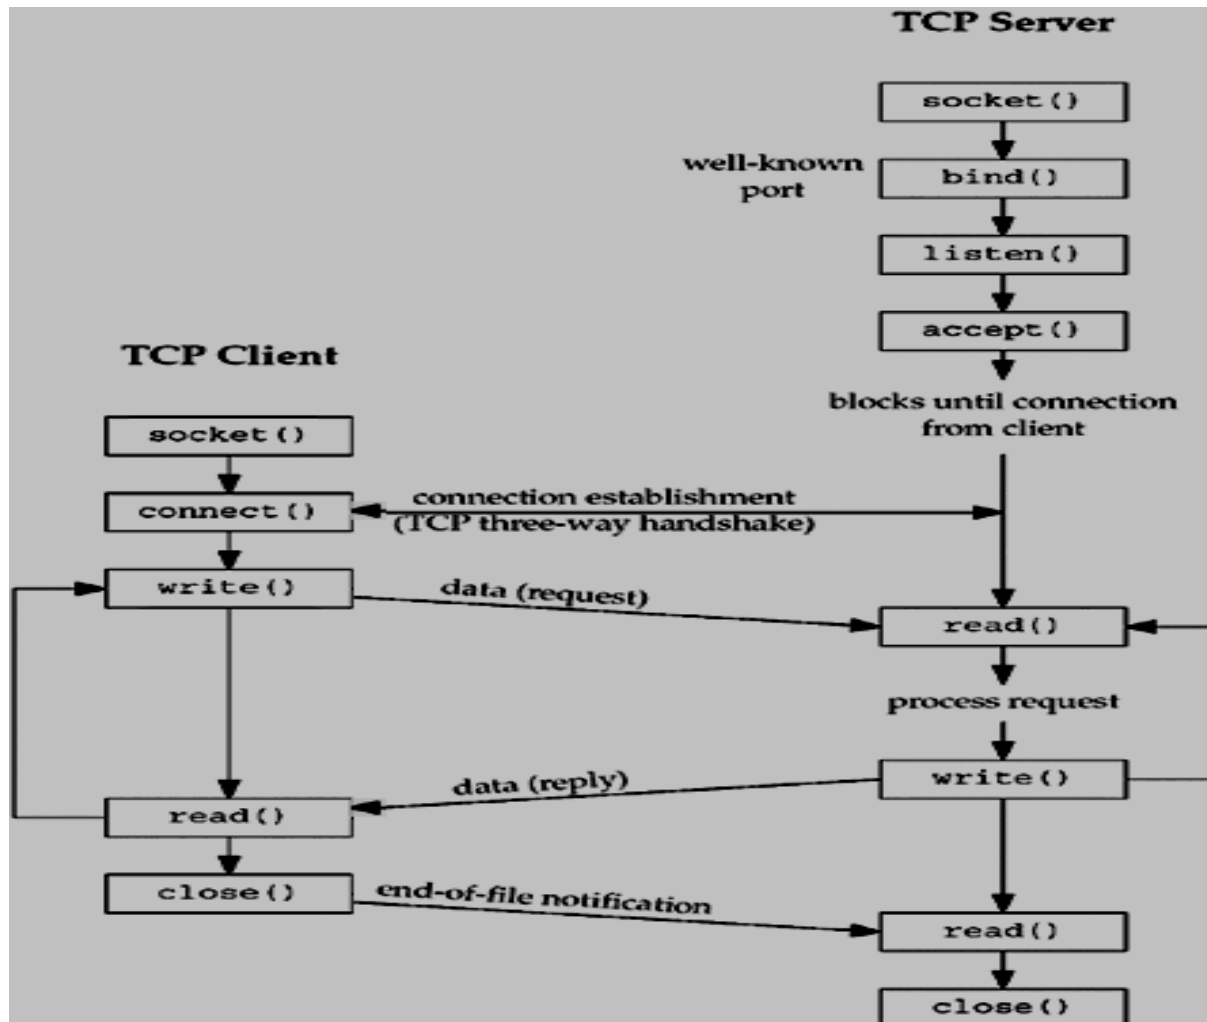 TCP Server
socket()
well-known
port
bind()
listen()
accept()
blocks until connection
from client
TCP Client
socket()
connect()
connection establishment
(TCP three-way handshake)
write()
data (request)
read()
process request
write()
data (reply)
read()
close()
end-of-file notification
read()
close()